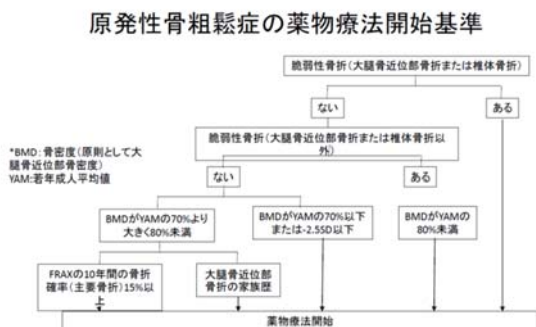 原発性骨粗鬆症の薬物療法開始基準
脆弱性骨折(大腿骨近位部骨折または椎体骨折)
ない
ある
脆弱性骨折(大腿骨近位部骨折または椎体骨折以
外)
*BMD:骨密度(原則として大
腿骨近位部骨密度)
YAM:若年成人平均値
ない
ある
BMDがYAMの70%より
大きく80%未満
BMDがYAMの70%以下
または-2.5SD以下
BMDがYAMの
80%未満
FRAXの10年間の骨折
確率(主要骨折)15%以
上
大腿骨近位部
骨折の家族歴
薬物療法開始